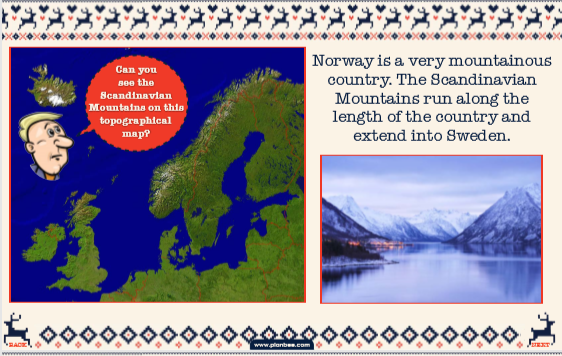 Can you
see the
Scandinavian
Mountains on this
topographical
map?
Norway is a very mountainous
country. The Scandinavian
Mountains run along the
length of the country and
extend into Sweden.
BACK
www.planbee.com
NEXT